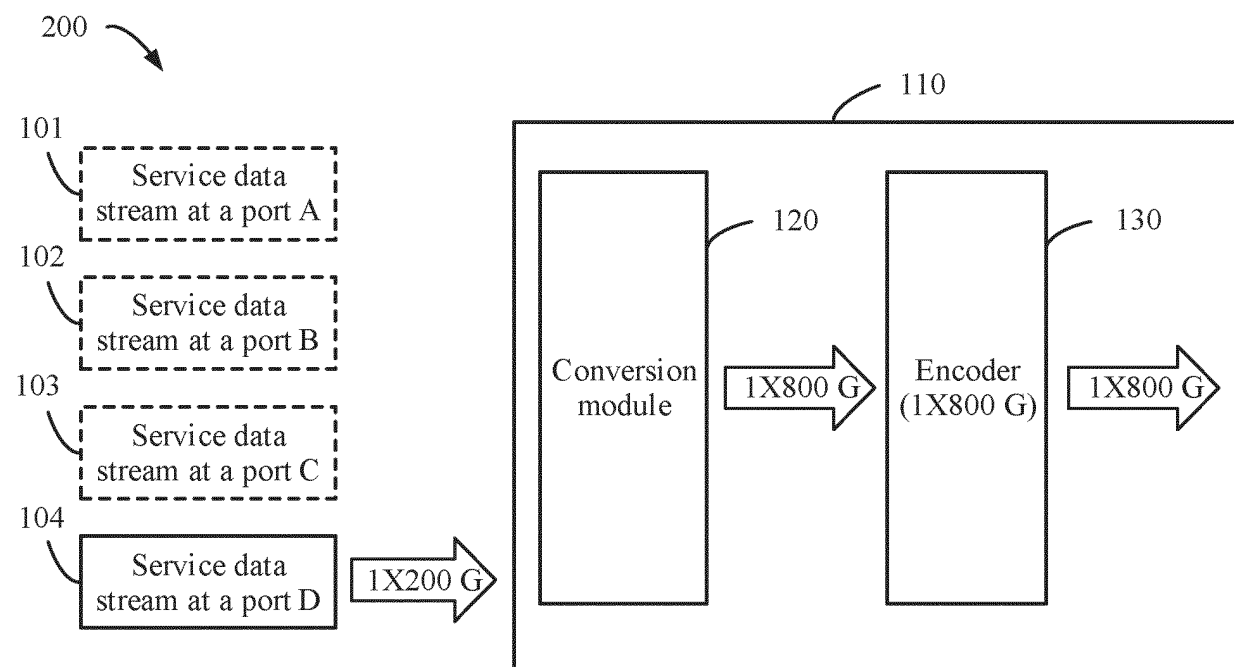 200
110
101
Service data
stream at a port A
120
130
102
Service data
stream at a port B
103
Conversion
module
1X800 G
Encoder
(1X800 G)
1X800 G
Service data
stream at a port C
104
Service data
stream at a port D
1X200 G